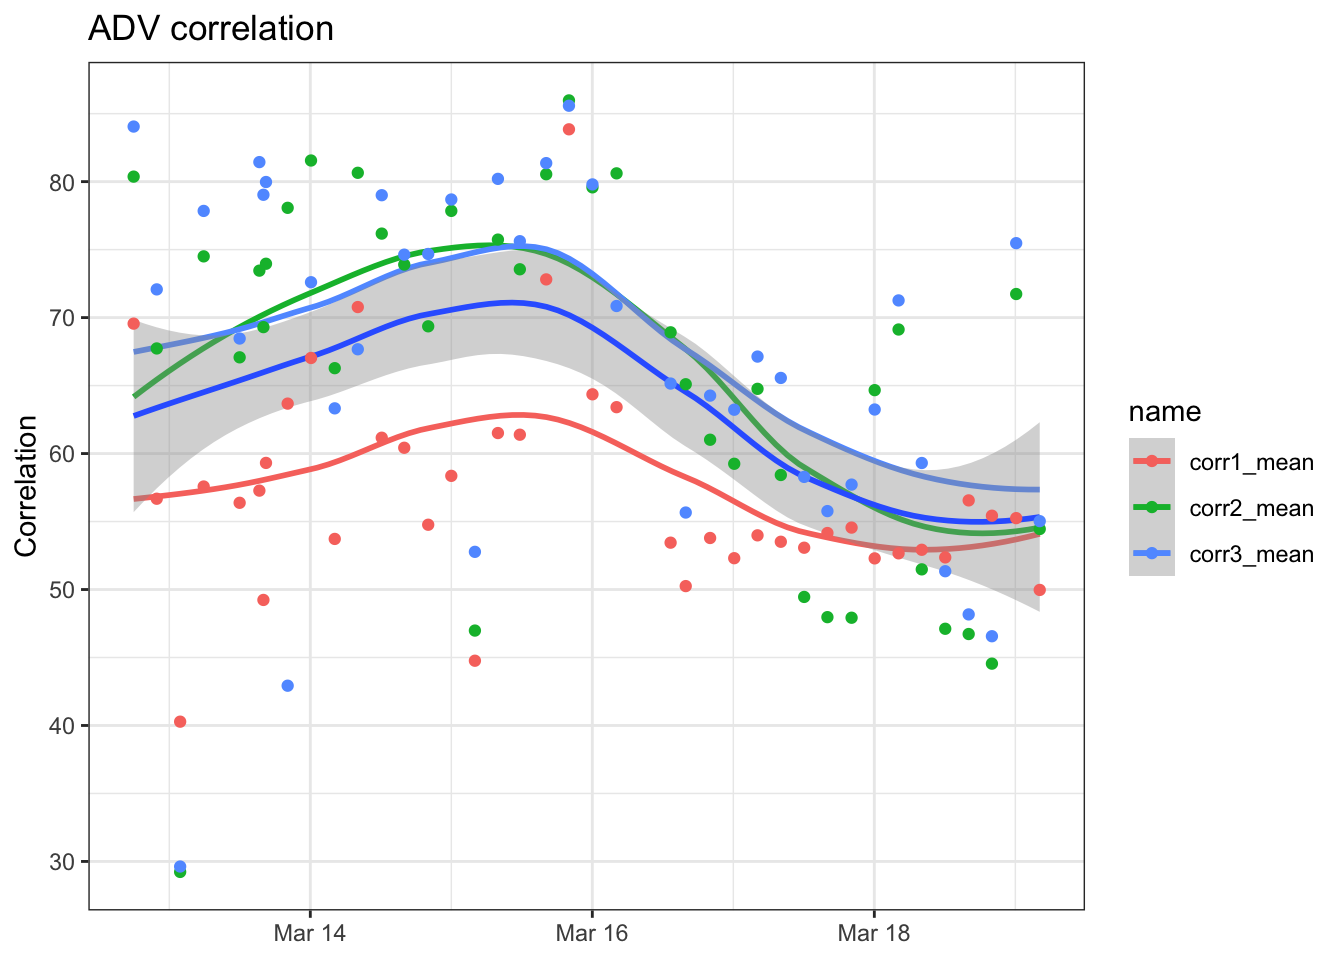 ADV correlation
Correlation
80
70
60
50
40
30
Mar 14
Mar 16
Mar 18
name
corr1_mean
corr2_mean
corr3_mean